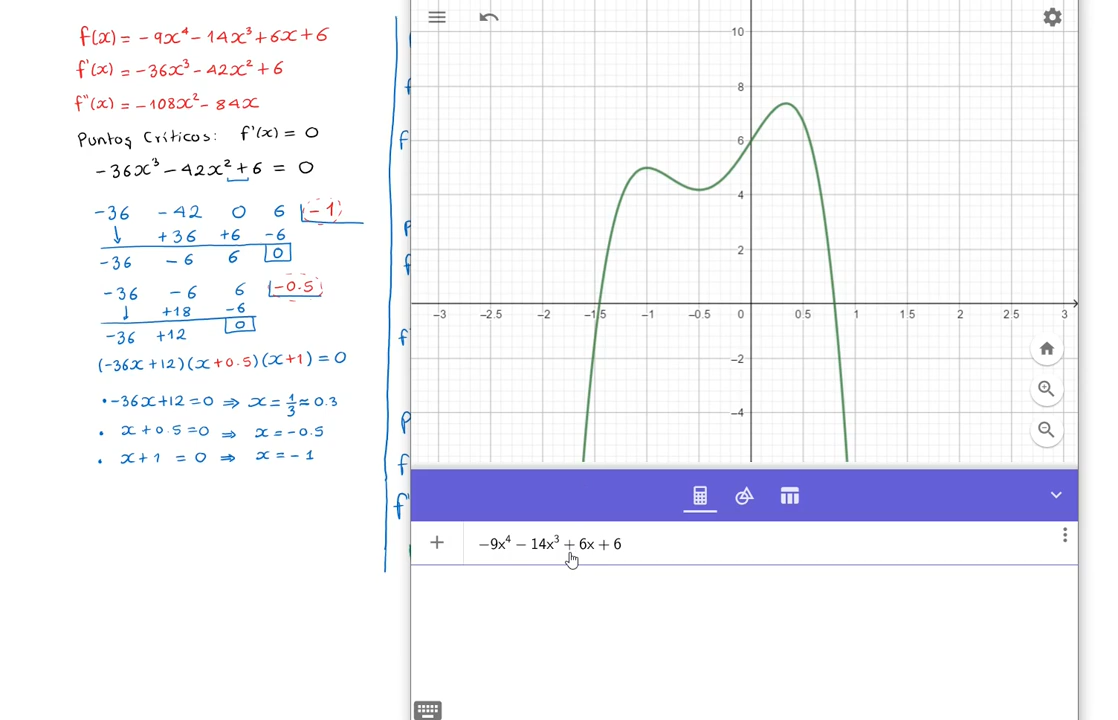 f(x) = -9x⁴ - 14x³ + 6x + 6
f'(x) = -36x³ - 42x² + 6
f''(x) = -108x² - 84x
Puntos Críticos: f'(x) = 0
-36x³ - 42x² + 6 = 0
-36 -42 0 6 -1
↓ +36 +6 -6
-36 -6 6 0
-36 -6 6 -0.5
↓ +18 -6
-36 +12 0
(-36x+12)(x+0.5)(x+1) = 0
• -36x+12 = 0 ⇒ x = 1/3 ≈ 0.3
• x+0.5 = 0 ⇒ x = -0.5
• x+1 = 0 ⇒ x = -1
10
8
6
4
2
−3 −2.5 −2 −1.5 −1 −0.5 0 0.5 1 1.5 2 2.5 3
−2
−4
−9x⁴ − 14x³ + 6x + 6